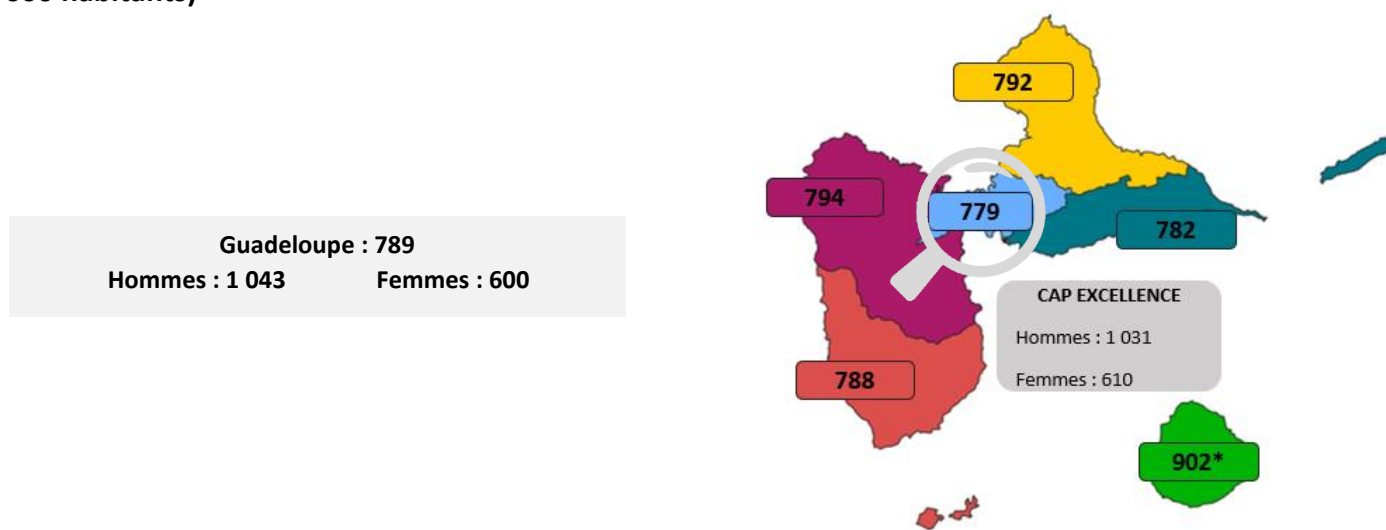 Guadeloupe : 789
Hommes : 1 043 Femmes : 600
792
794
779
782
CAP EXCELLENCE
Hommes : 1 031
Femmes : 610
788
902*